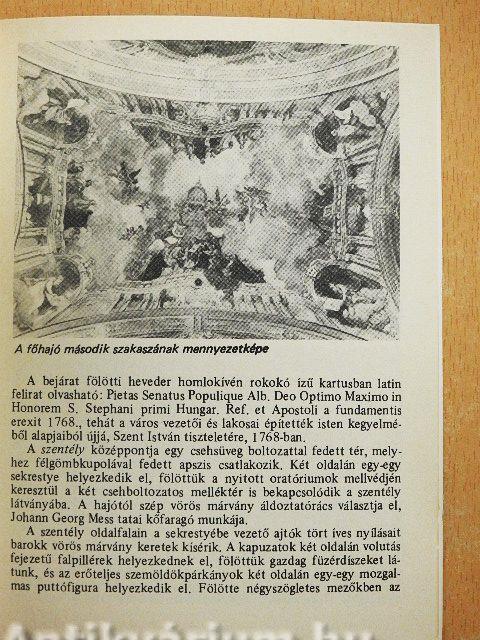 A főhajó második szakaszának mennyezetképe
A bejárat fölötti heveder homlokívén rokokó ízű kartusban latin
felirat olvasható: Pietas Senatus Populique Alb. Deo Optimo Maximo in
Honorem S. Stephani primi Hungar. Ref. et Apostoli a fundamentis
erexit 1768., tehát a város vezetői és lakosai építették isten kegyelmé-
ből alapjaiból újjá, Szent István tiszteletére, 1768-ban.
A szentély középpontja egy csehsüveg boltozattal fedett tér, mely-
hez félgömbkupolával fedett apszis csatlakozik. Két oldalán egy-egy
sekrestye helyezkedik el, fölöttük a nyitott oratóriumok mellvédjén
keresztül a két csehboltozatos melléktér is bekapcsolódik a szentély
látványába. A hajótól szép vörös márvány áldoztatórács választja el,
Johann Georg Mess tatai kőfaragó munkája.
A szentély oldalfalain a sekrestyébe vezető ajtók tört íves nyílásait
barokk vörös márvány keretek kísérik. A kapuzatok két oldalán volutás
fejezetű falpillérek helyezkednek el, fölöttük gazdag füzérdíszeket lá-
tunk, és az erőteljes szemöldökpárkányok két oldalán egy-egy mozgal-
mas puttófigura helyezkedik el. Fölötte négyszögletes mezőkben az
Antikvárium.hu